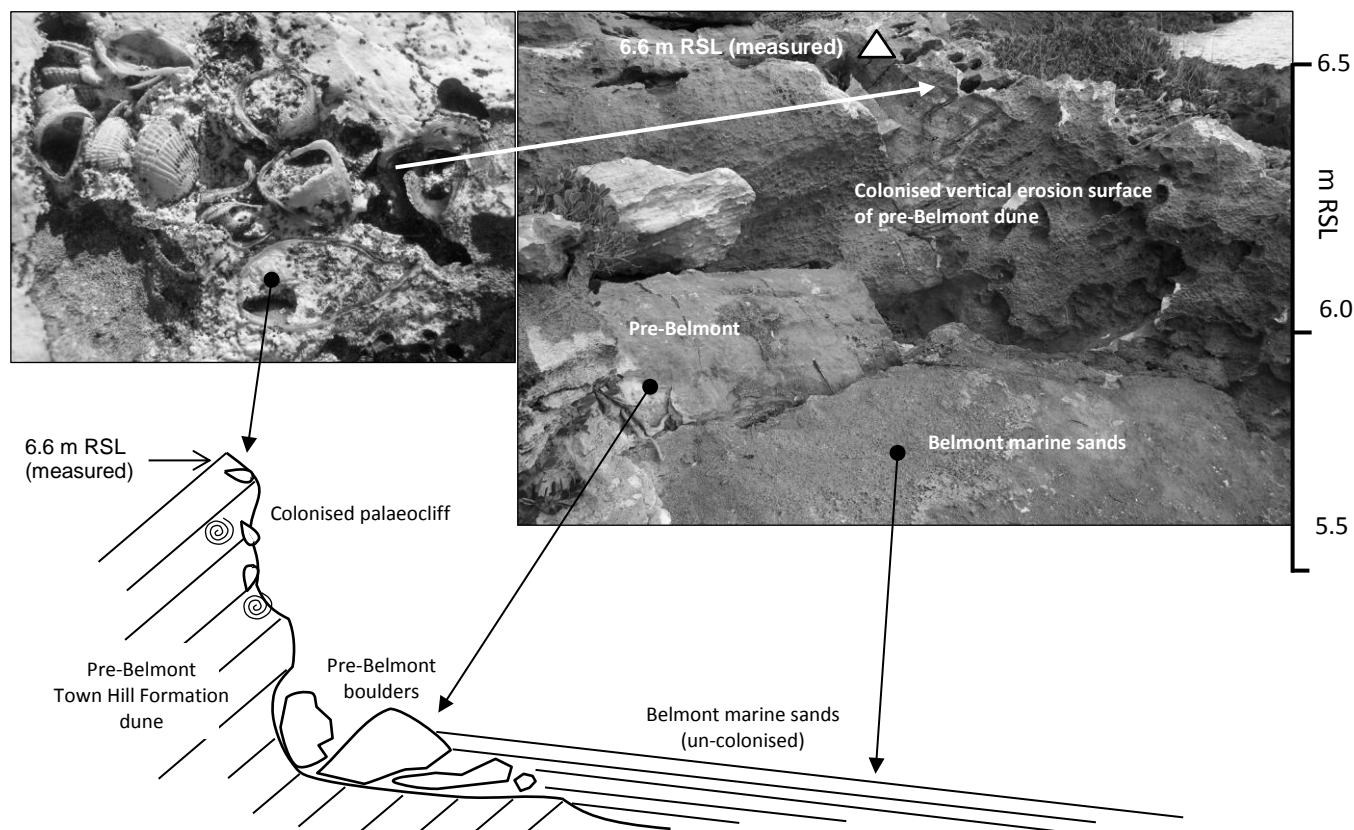 6.6 m RSL (measured)
6.5
Colonised vertical erosion surface
of pre-Belmont dune
m RSL
6.0
Pre-Belmont
Belmont marine sands
5.5
6.6 m RSL
(measured)
Colonised palaeocliff
Pre-Belmont
Town Hill Formation
dune
Pre-Belmont
boulders
Belmont marine sands
(un-colonised)